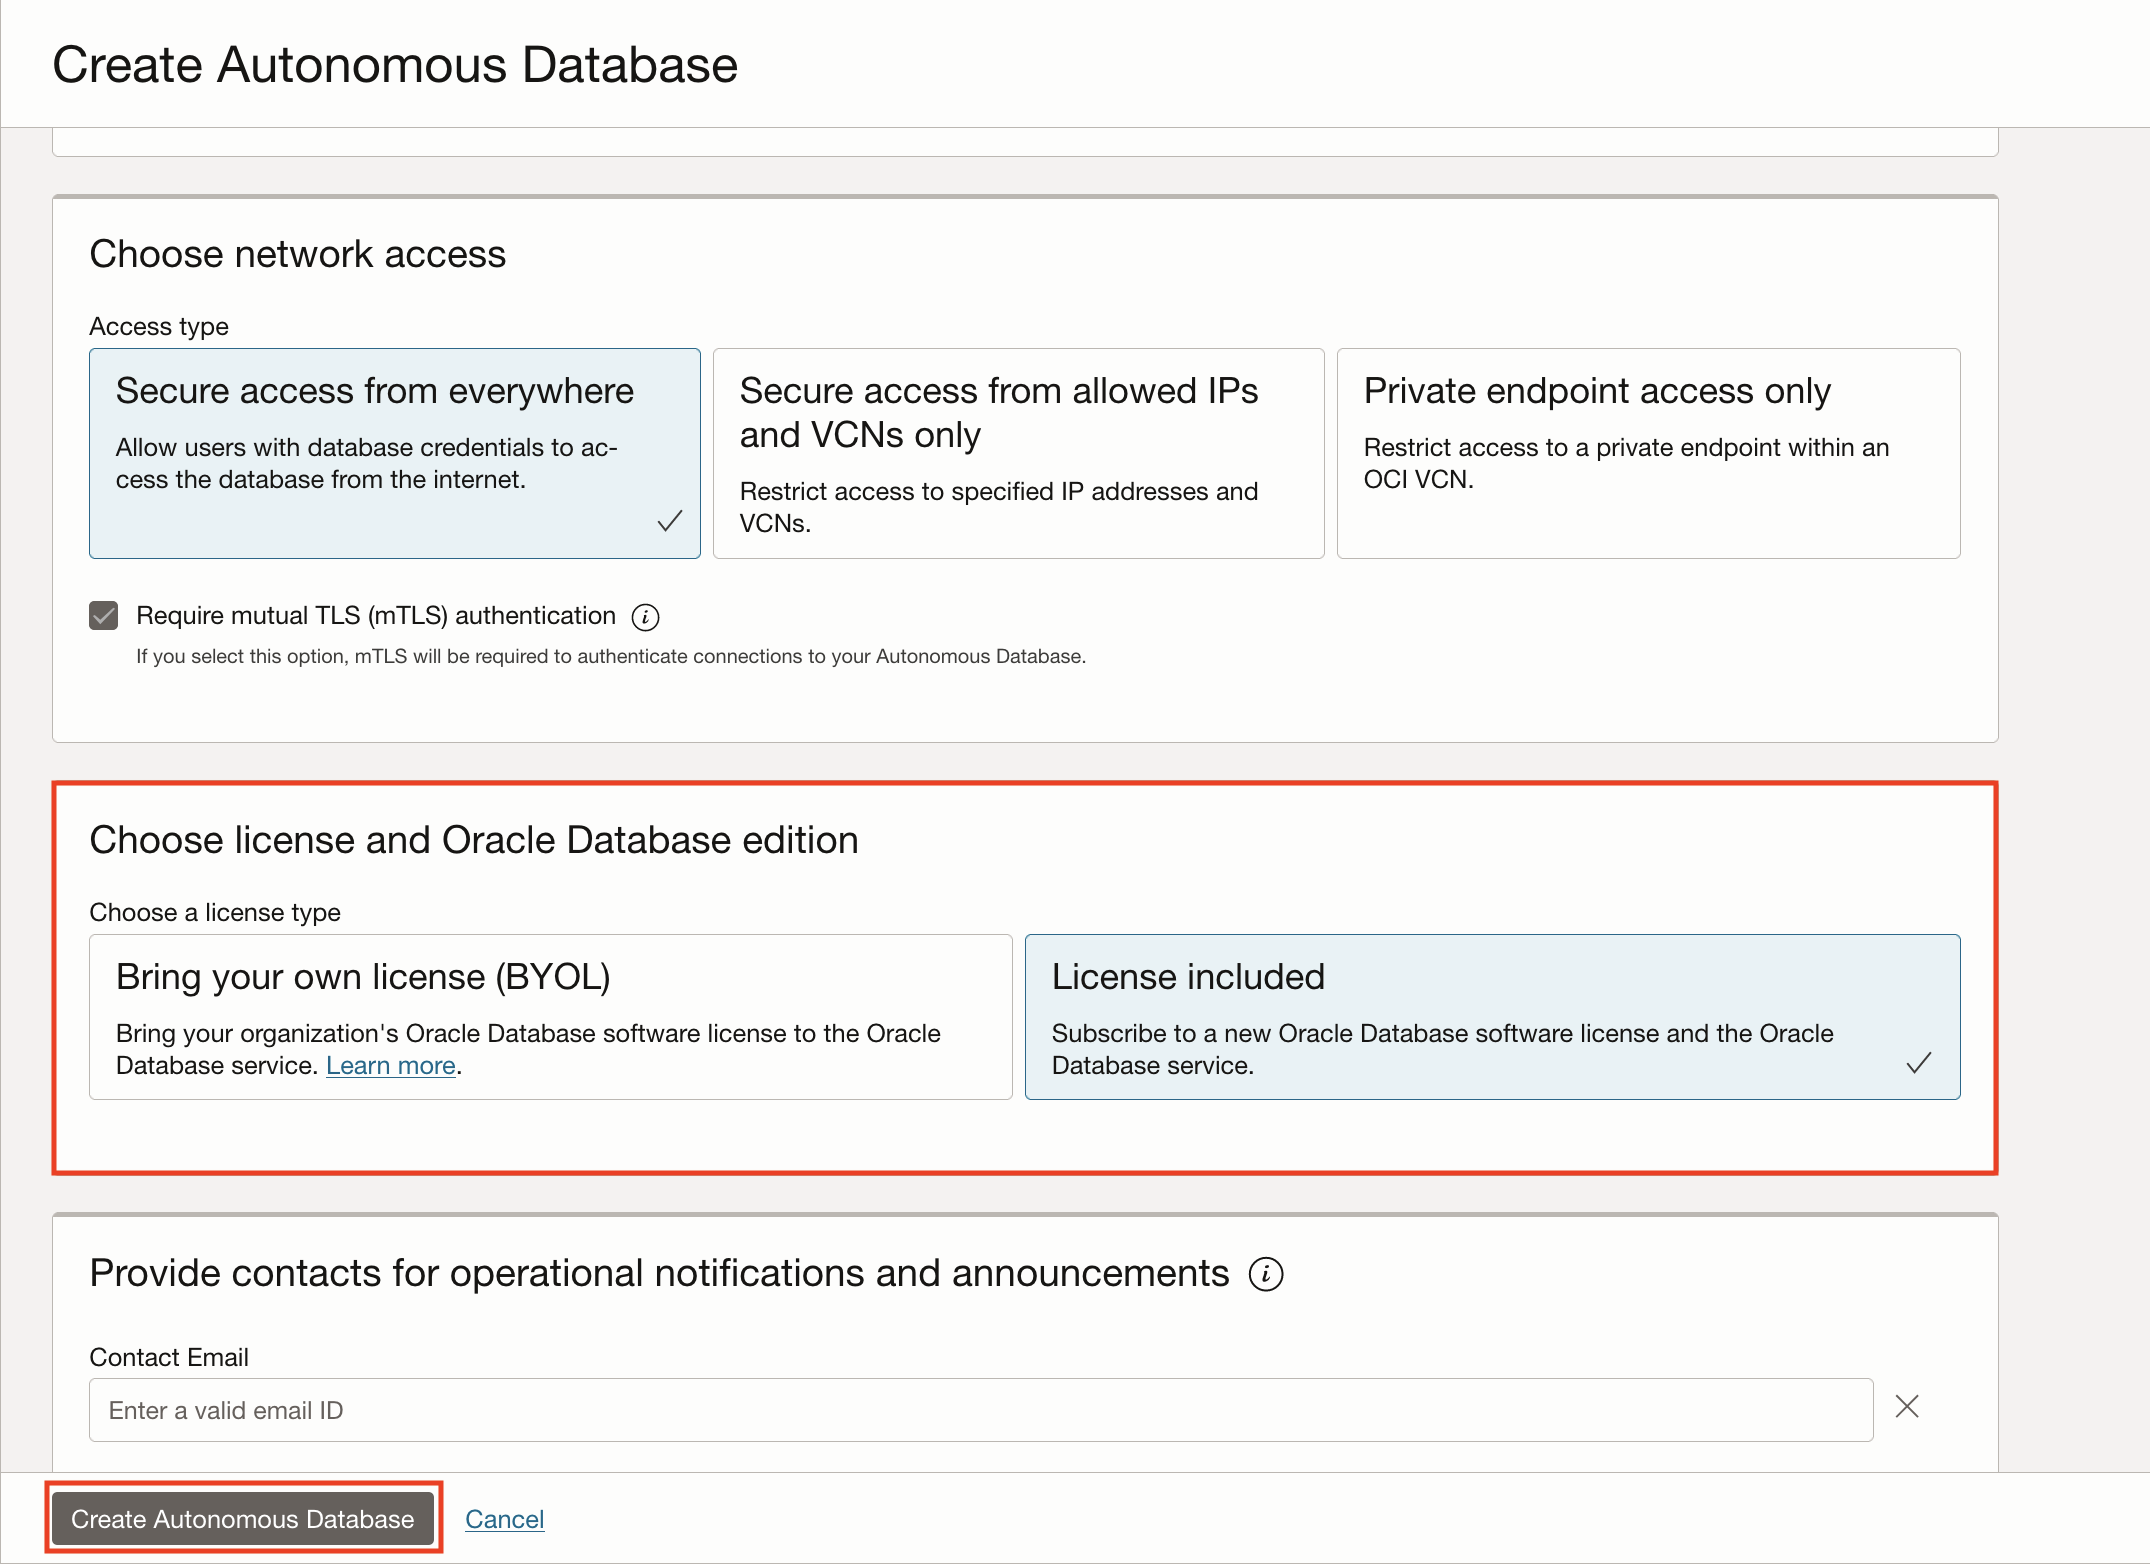 Create Autonomous Database
Choose network access
Access type
Secure access from everywhere
Allow users with database credentials to ac-
cess the database from the internet.
Secure access from allowed IPs
and VCNs only
Restrict access to specified IP addresses and
VCNs.
Private endpoint access only
Restrict access to a private endpoint within an
OCI VCN.
Require mutual TLS (mTLS) authentication
If you select this option, mTLS will be required to authenticate connections to your Autonomous Database.
Choose license and Oracle Database edition
Choose a license type
Bring your own license (BYOL)
Bring your organization's Oracle Database software license to the Oracle
Database service. Learn more.
License included
Subscribe to a new Oracle Database software license and the Oracle
Database service.
Provide contacts for operational notifications and announcements
Contact Email
Enter a valid email ID
Create Autonomous Database
Cancel